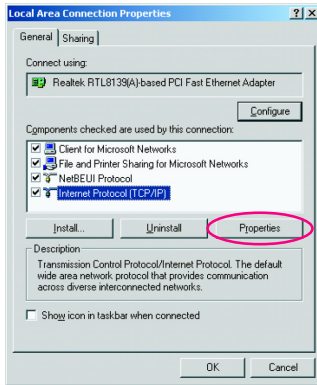 Local Area Connection Properties
General Sharing
Connect using:
Realtek RTL8139(A)-based PCI Fast Ethernet Adapter
Configure
Components checked are used by this connection:
Client for Microsoft Networks
File and Printer Sharing for Microsoft Networks
NetBEUI Protocol
Internet Protocol (TCP/IP)
Install... Uninstall Properties
Description
Transmission Control Protocol/Internet Protocol. The default
wide area network protocol that provides communication
across diverse interconnected networks.
Show icon in taskbar when connected
OK Cancel